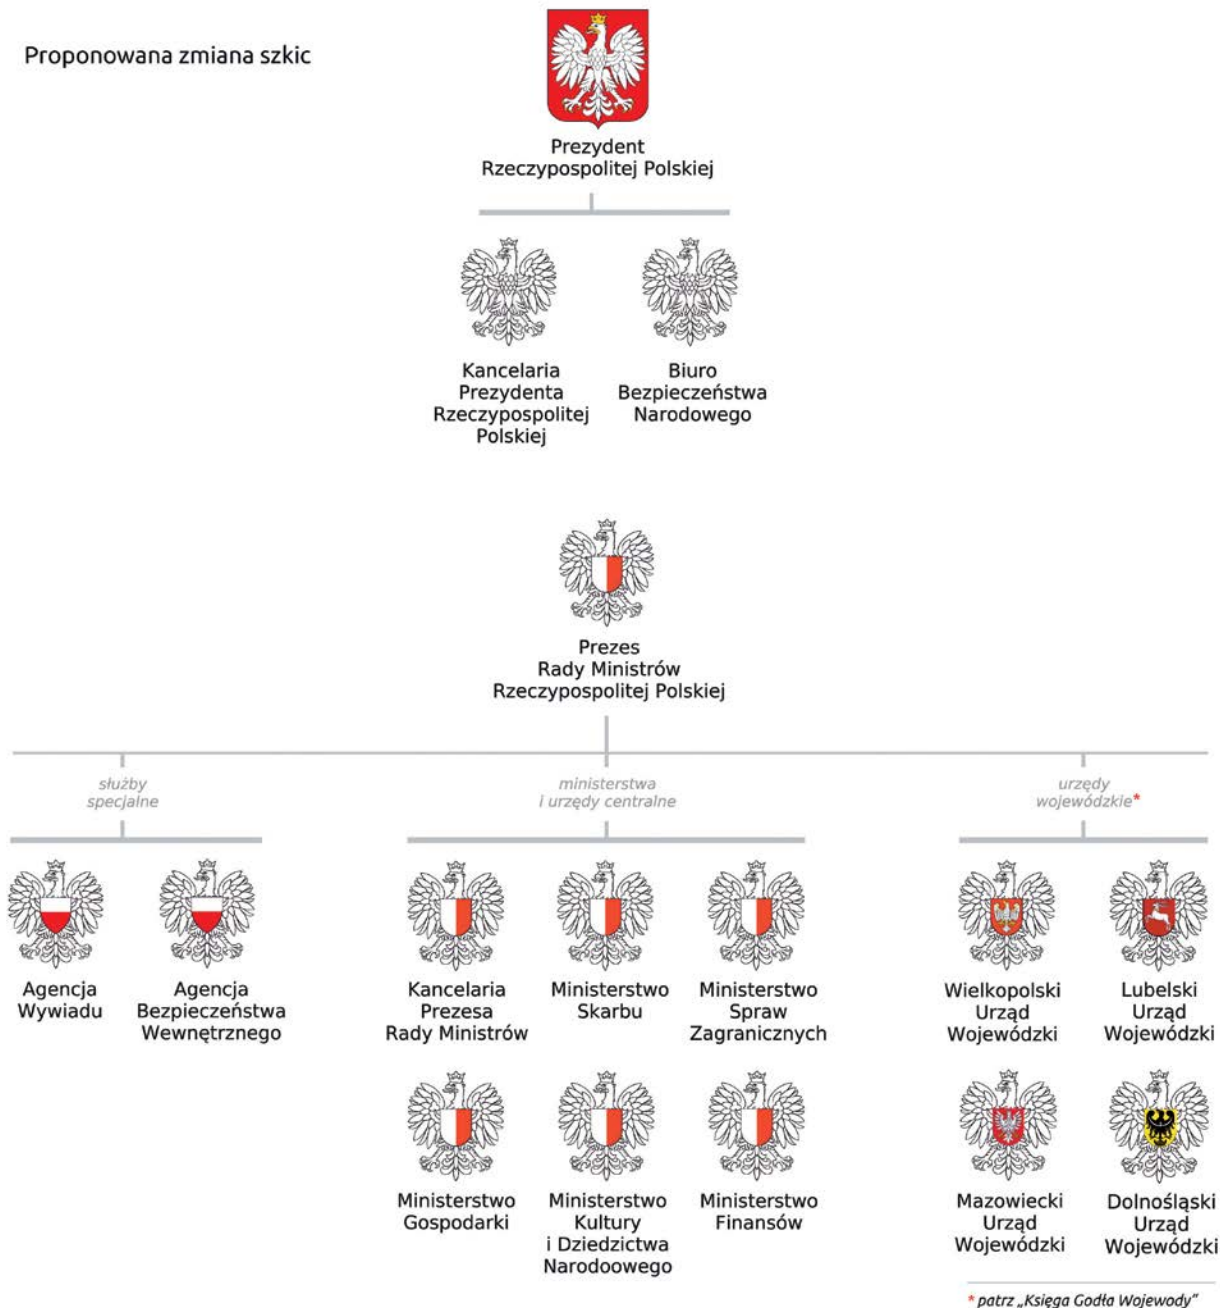 Proponowana zmiana szkic
Prezydent
Rzeczypospolitej Polskiej
Kancelaria
Prezydenta
Rzeczypospolitej
Polskiej
Biuro
Bezpieczeństwa
Narodowego
Prezes
Rady Ministrów
Rzeczypospolitej Polskiej
służby
specjalne
ministerstwa
i urzędy centralne
urzędy
wojewódzkie*
Agencja
Wywiadu
Agencja
Bezpieczeństwa
Wewnętrznego
Kancelaria
Prezesa
Rady Ministrów
Ministerstwo
Skarbu
Ministerstwo
Spraw
Zagranicznych
Wielkopolski
Urząd
Wojewódzki
Lubelski
Urząd
Wojewódzki
Ministerstwo
Gospodarki
Ministerstwo
Kultury
i Dziedzictwa
Narodoowego
Ministerstwo
Finansów
Mazowiecki
Urząd
Wojewódzki
Dolnośląski
Urząd
Wojewódzki
* patrz „Księga Godła Wojewody”